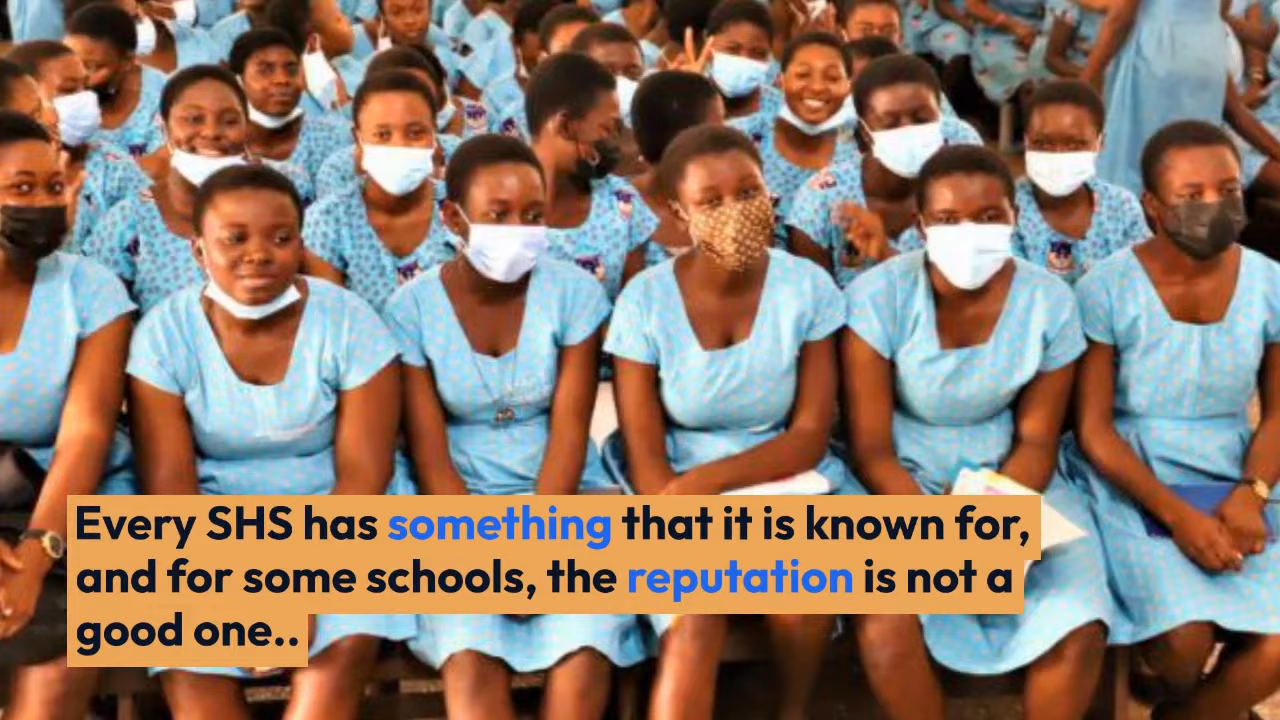 Every SHS has something that it is known for,
and for some schools, the reputation is not a
good one..